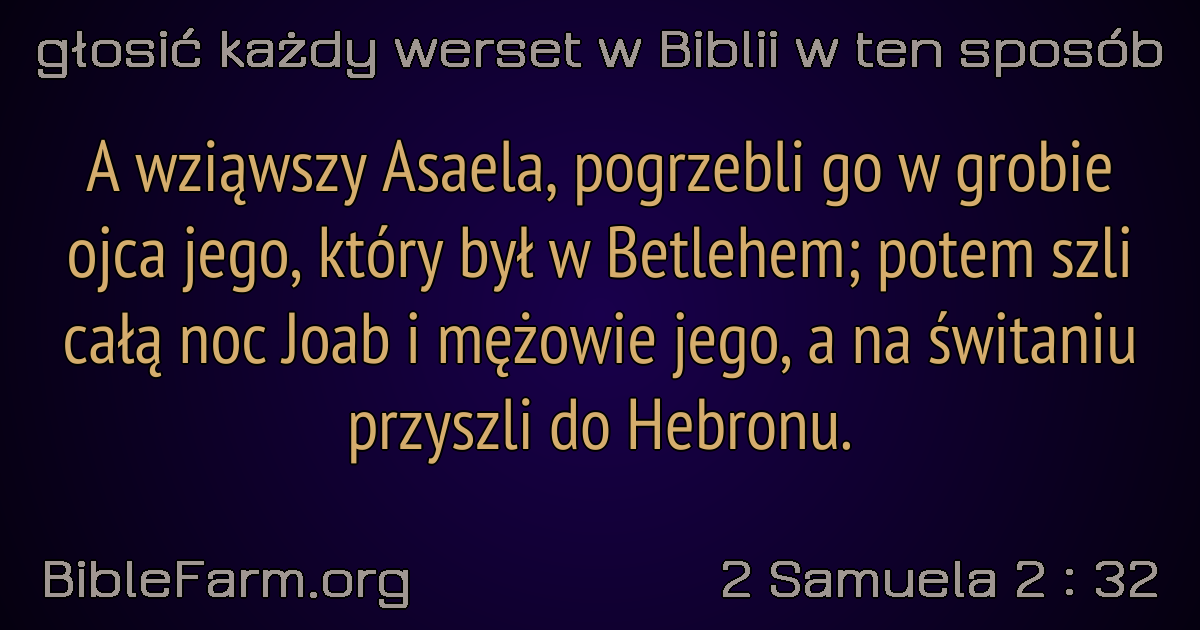 głosić każdy werset w Biblii w ten sposób
A wziąwszy Asaela, pogrzebli go w grobie
ojca jego, który był w Betlehem; potem szli
całą noc Joab i mężowie jego, a na świtaniu
przyszli do Hebronu.
BibleFarm.org
2 Samuela 2 : 32